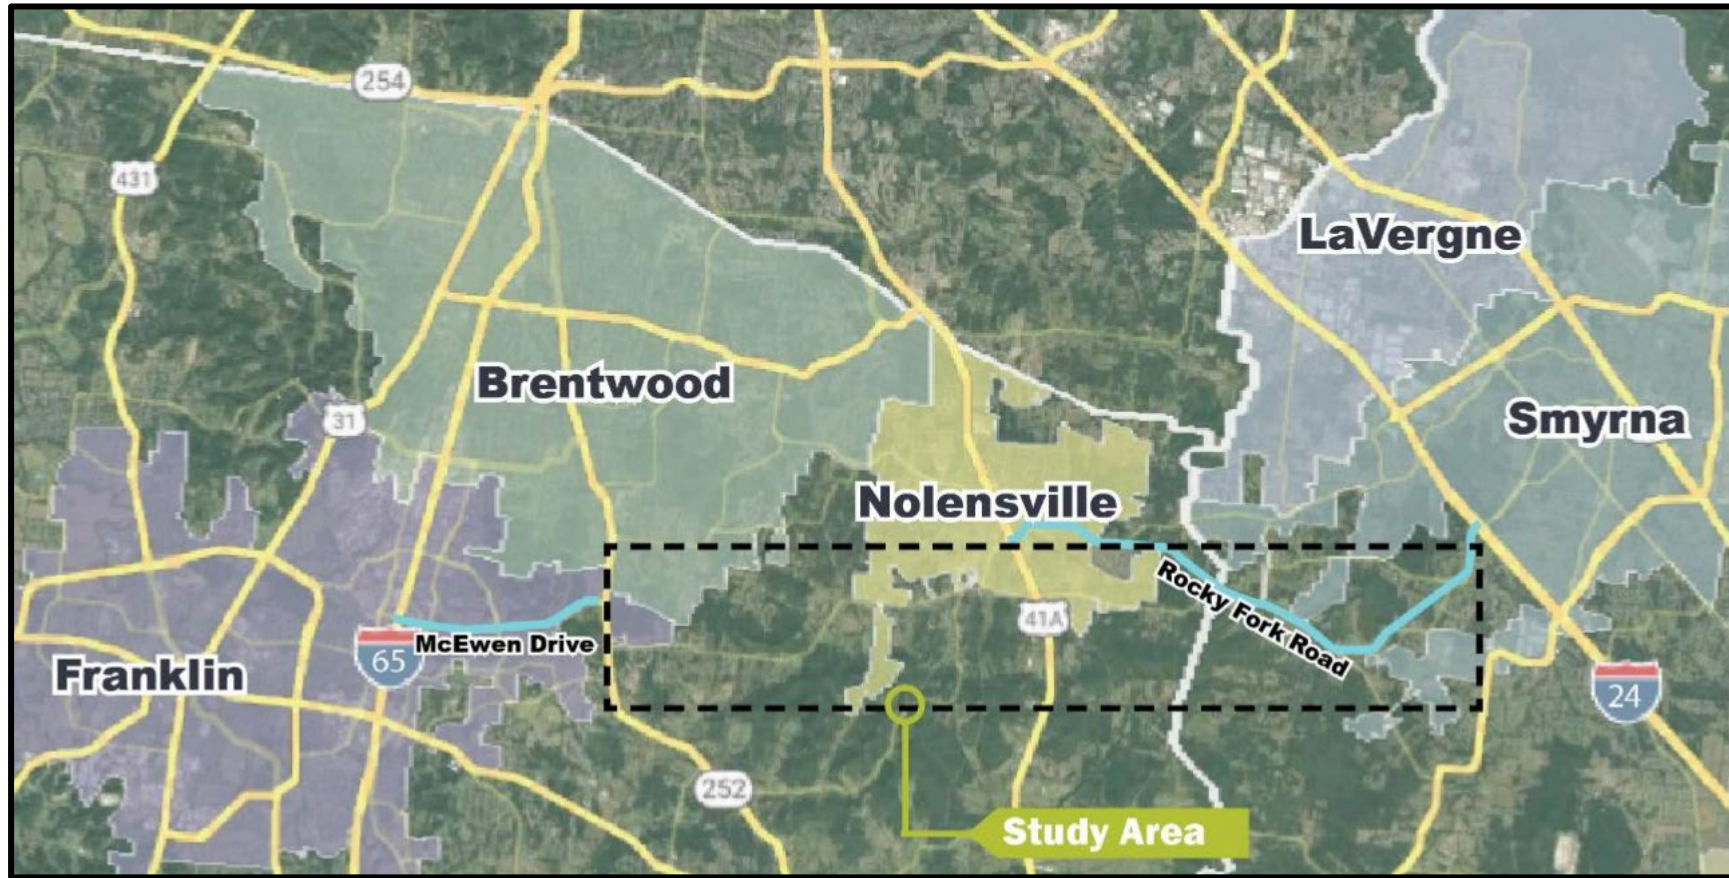 254
431
LaVergne
Brentwood
31
Smyrna
Nolensville
Rocky Fork Road
41A
McEwen Drive
65
Franklin
24
252
Study Area